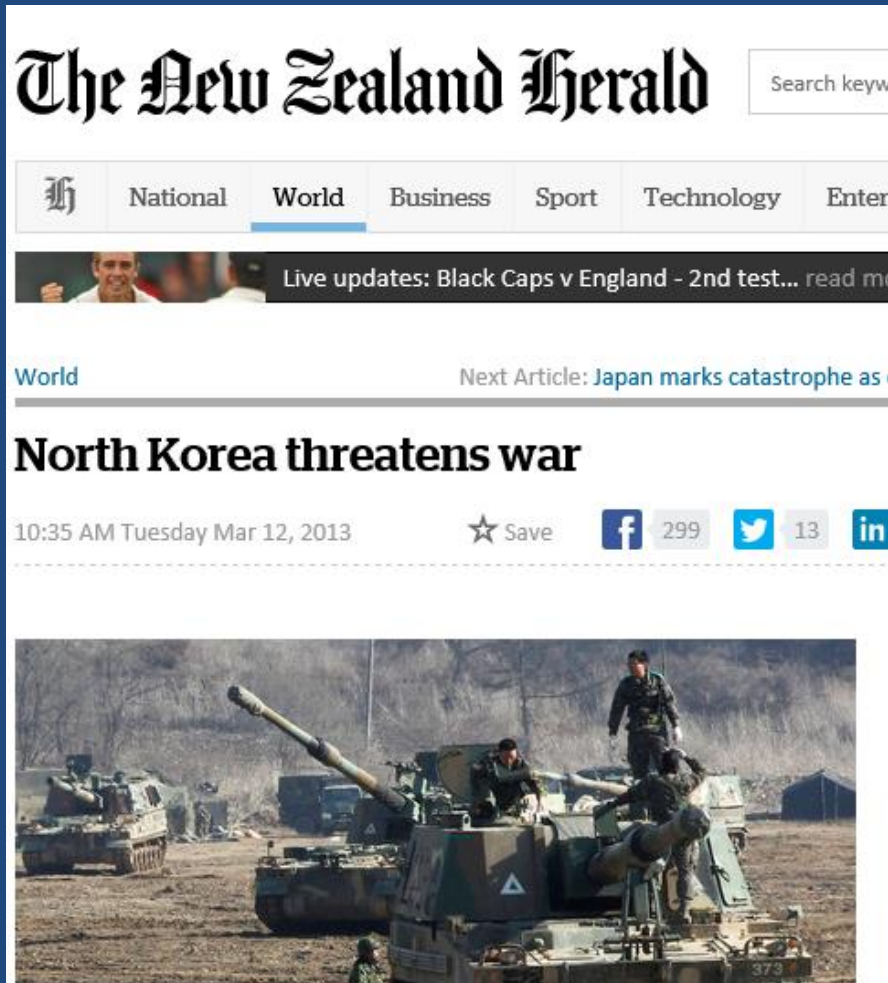 The New Zealand Herald
Search keyw
H National World Business Sport Technology Enter
Live updates: Black Caps v England - 2nd test... read mo
World Next Article: Japan marks catastrophe as
North Korea threatens war
10:35 AM Tuesday Mar 12, 2013 Save f 299 13 in
373